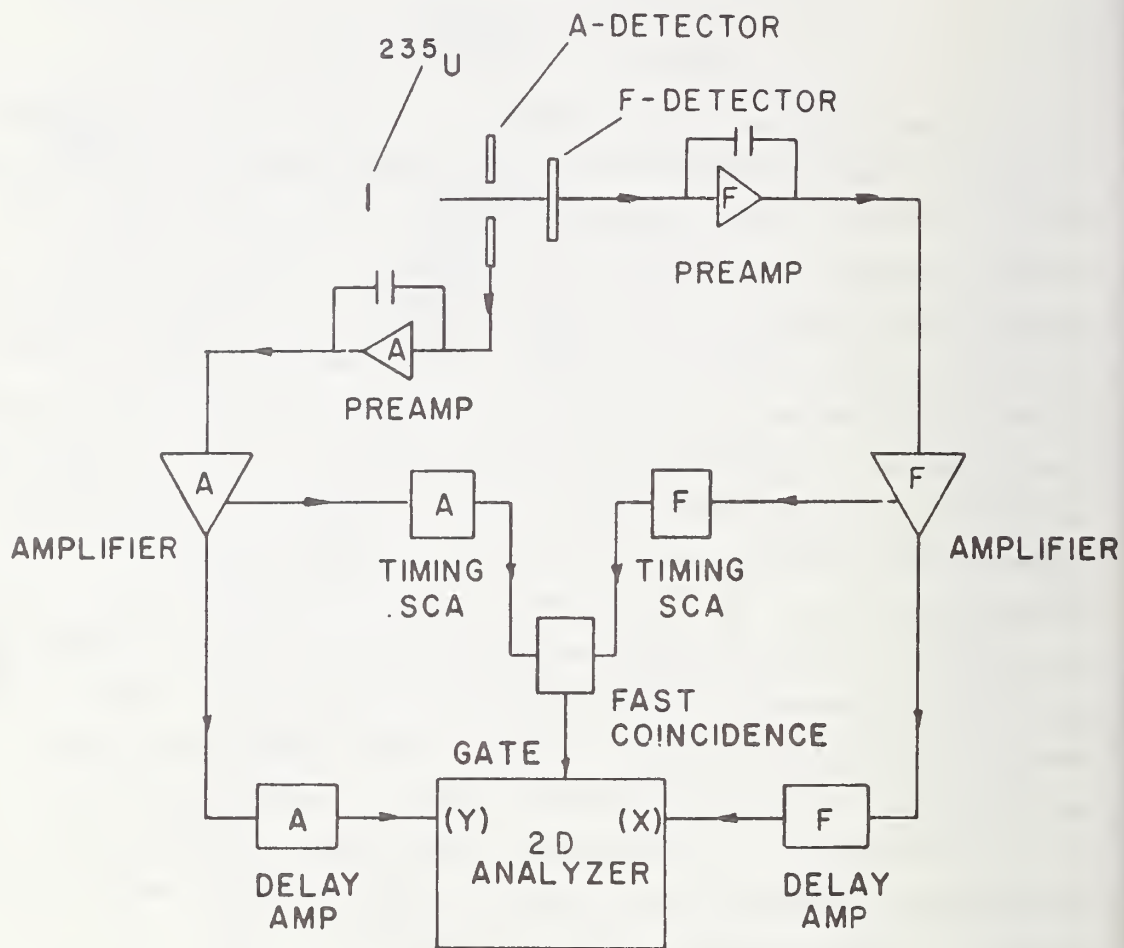 A-DETECTOR
235U
F-DETECTOR
F
PREAMP
A
PREAMP
A
A
F
F
AMPLIFIER
TIMING
.SCA
TIMING
SCA
AMPLIFIER
FAST
COINCIDENCE
GATE
A
(Y)
(X)
F
2D
ANALYZER
DELAY
AMP
DELAY
AMP